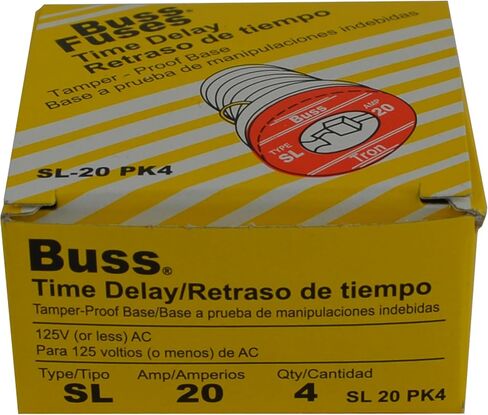 Buss
Fuses
Time Delay
Retraso de tiempo
Tamper - Proof Base
Base a prueba de manipulaciones indebidas
Buss
TYPE SL
AMP 20
Tron
SL-20 PK4
Buss®
Time Delay/Retraso de tiempo
Tamper-Proof Base/Base a prueba de manipulaciones indebidas
125V (or less) AC
Para 125 voltios (o menos) de AC
Type/Tipo Amp/Amperios Qty/Cantidad
SL 20 4 SL 20 PK4